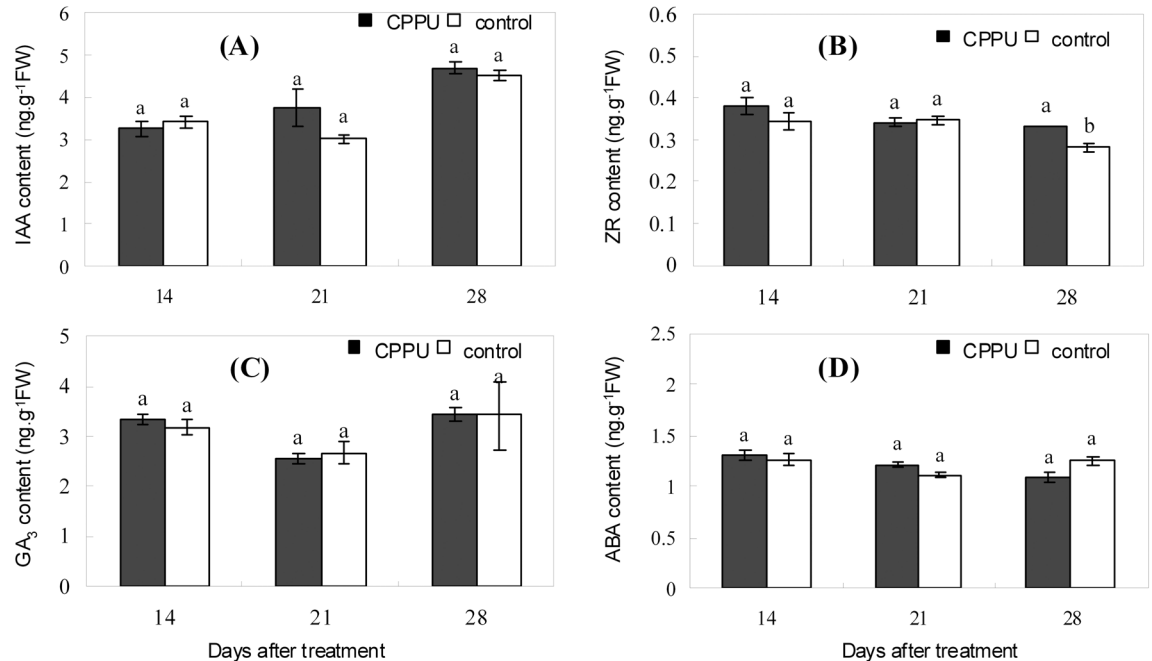 (A)
CPPU control
IAA content (ng.g-1FW)
6
5
4
3
2
1
0
a a a a a a
14 21 28
(B)
CPPU control
ZR content (ng.g-1FW)
0.6
0.5
0.4
0.3
0.2
0.1
0
a a a a a b
14 21 28
(C)
CPPU control
GA3 content (ng.g-1FW)
5
4
3
2
1
0
a a a a a a
14 21 28
Days after treatment
(D)
CPPU control
ABA content (ng.g-1FW)
2.5
2
1.5
1
0.5
0
a a a a a a
14 21 28
Days after treatment